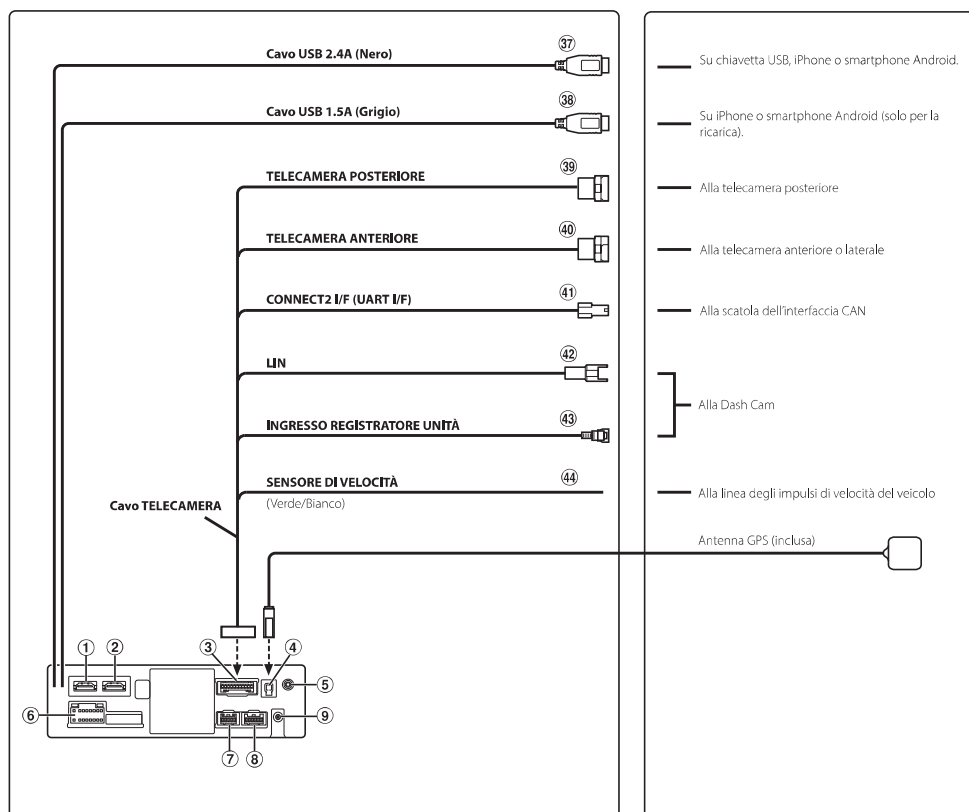 Cavo USB 2.4A (Nero)
㊲
Su chiavetta USB, iPhone o smartphone Android.
Cavo USB 1.5A (Grigio)
㊳
Su iPhone o smartphone Android (solo per la
ricarica).
TELECAMERA POSTERIORE
㊴
Alla telecamera posteriore
TELECAMERA ANTERIORE
㊵
Alla telecamera anteriore o laterale
CONNECT2 I/F (UART I/F)
㊶
Alla scatola dell'interfaccia CAN
LIN
㊷
Alla Dash Cam
INGRESSO REGISTRATORE UNITÀ
㊸
SENSORE DI VELOCITÀ
(Verde/Bianco)
㊹
Alla linea degli impulsi di velocità del veicolo
Cavo TELECAMERA
Antenna GPS (inclusa)
① ② ③ ④
⑤
⑥ ⑨
⑦ ⑧